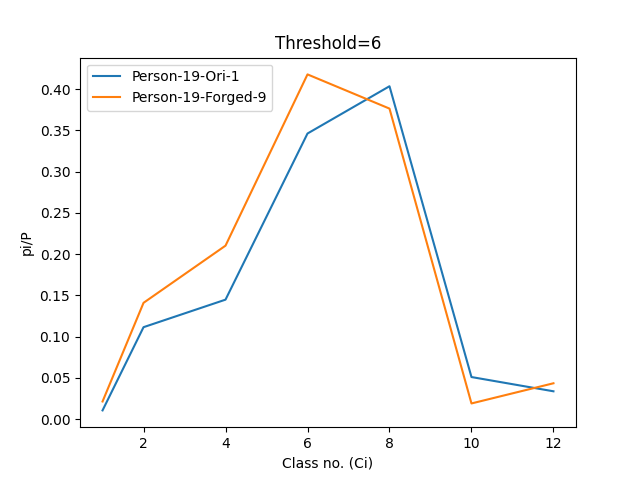 Threshold=6
Person-19-Ori-1
Person-19-Forged-9
pi/P
0.40
0.35
0.30
0.25
0.20
0.15
0.10
0.05
0.00
2 4 6 8 10 12
Class no. (Ci)